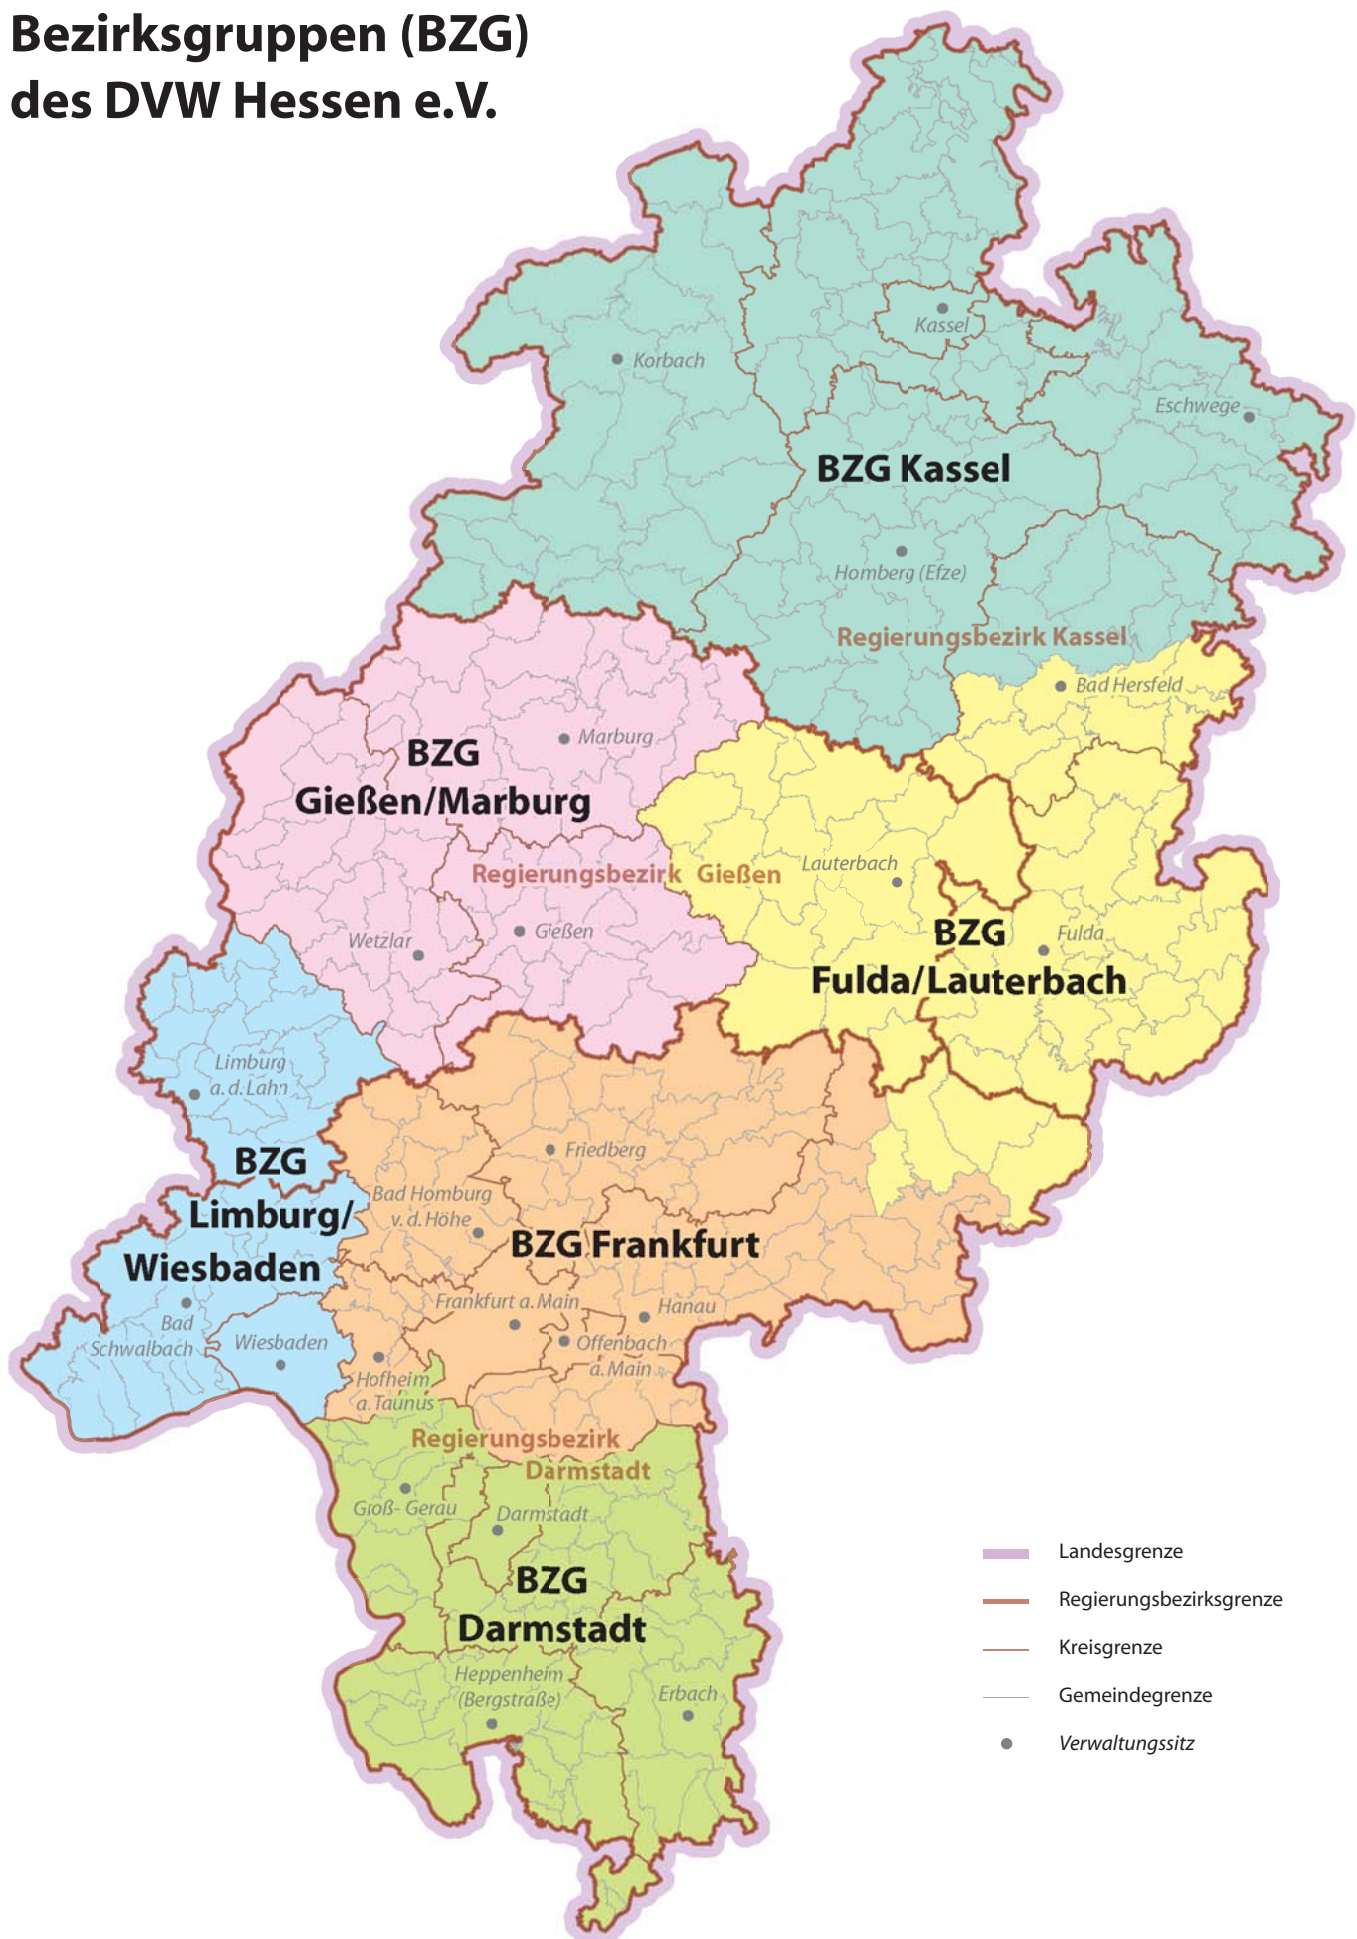 Bezirksgruppen (BZG)
des DVW Hessen e.V.
Kassel
Korbach
Eschwege
BZG Kassel
Homberg (Efze)
Regierungsbezirk Kassel
Bad Hersfeld
Marburg
BZG
Gießen/Marburg
Regierungsbezirk Gießen
Lauterbach
Gießen
Wetzlar
BZG
Fulda/Lauterbach
Fulda
Limburg
a.d.Lahn
BZG
Limburg/
Wiesbaden
Friedberg
Bad Homburg
v.d.Höhe
BZG Frankfurt
Frankfurt a.Main
Hanau
Bad
Schwalbach
Wiesbaden
Offenbach
a.Main
Hofheim
a.Taunus
Regierungsbezirk
Darmstadt
Groß-Gerau
Darmstadt
BZG
Darmstadt
Heppenheim
(Bergstraße)
Erbach
Landesgrenze
Regierungsbezirksgrenze
Kreisgrenze
Gemeindegrenze
Verwaltungssitz